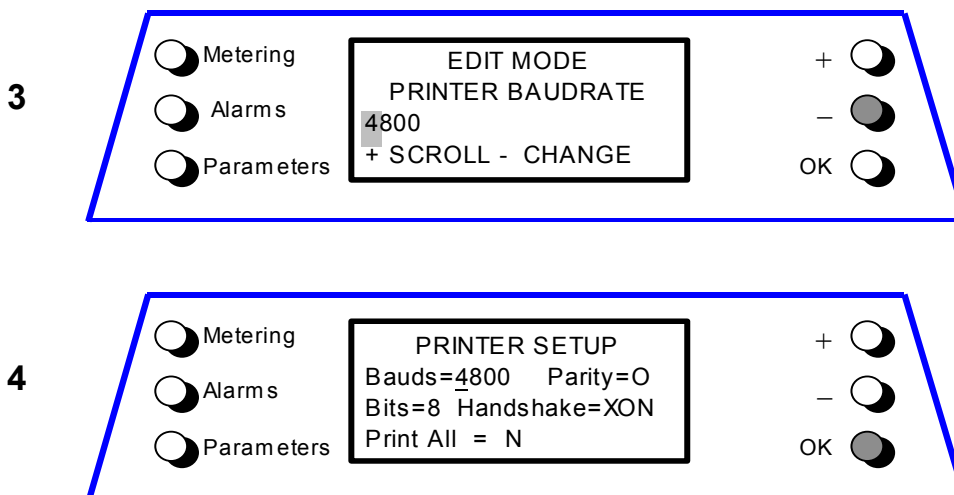 3
Metering
Alarms
Parameters
EDIT MODE
PRINTER BAUDRATE
4800
+ SCROLL - CHANGE
+
–
OK
4
Metering
Alarms
Parameters
PRINTER SETUP
Bauds=4800 Parity=O
Bits=8 Handshake=XON
Print All = N
+
–
OK